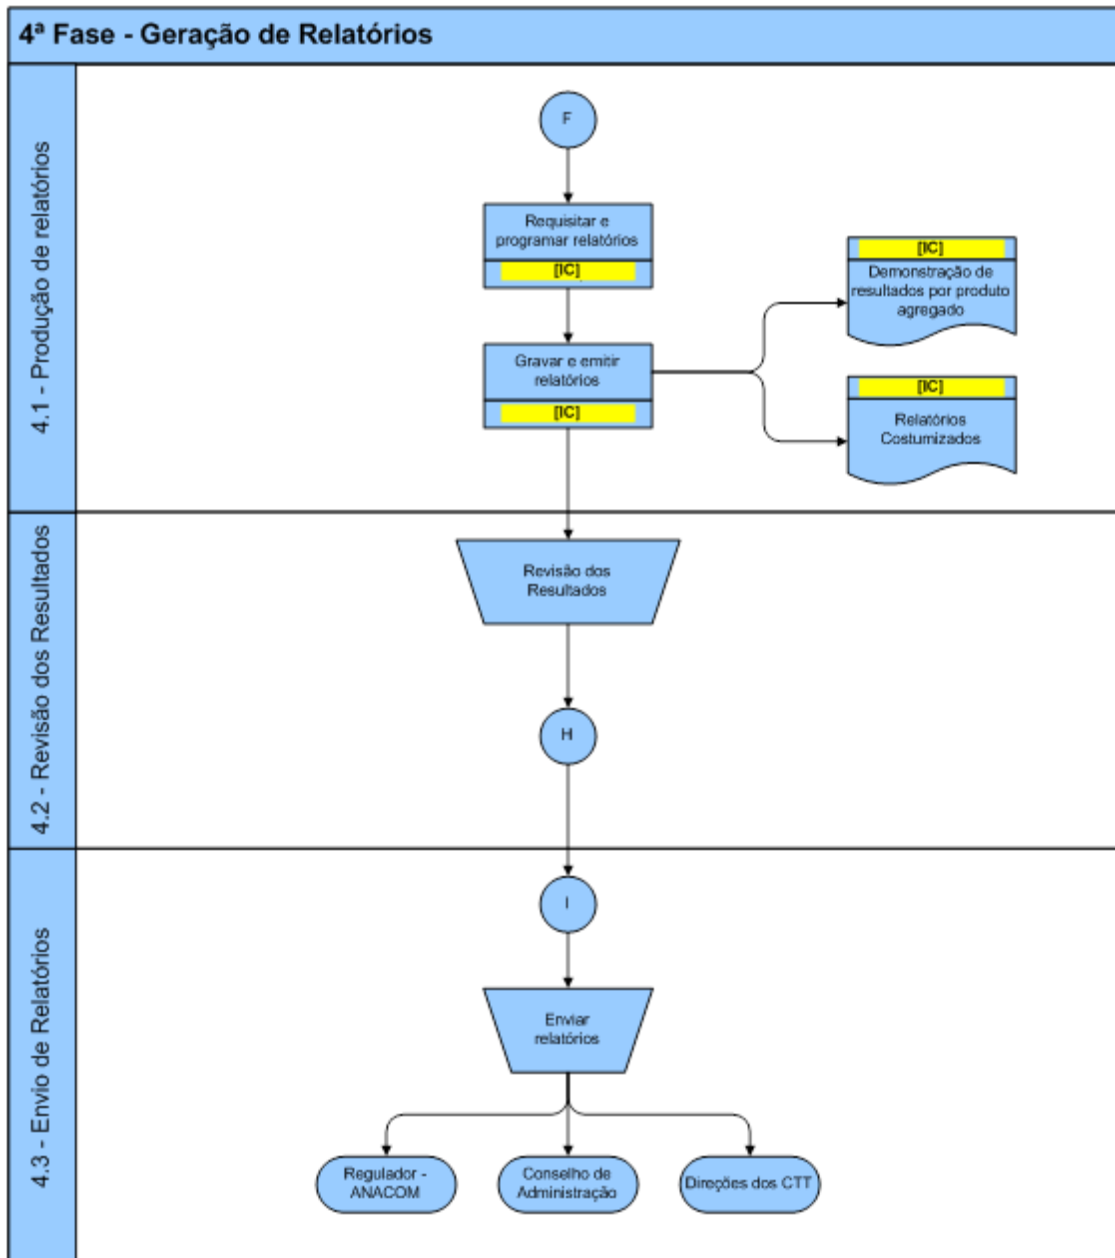 4ª Fase - Geração de Relatórios
4.1 - Produção de relatórios
F
Requisitar e
programar relatórios
[IC]
Gravar e emitir
relatórios
[IC]
[IC]
Demonstração de
resultados por produto
agregado
[IC]
Relatórios
Costumizados
4.2 - Revisão dos Resultados
Revisão dos
Resultados
H
4.3 - Envio de Relatórios
I
Enviar
relatórios
Regulador -
ANACOM
Conselho de
Administração
Direções dos CTT